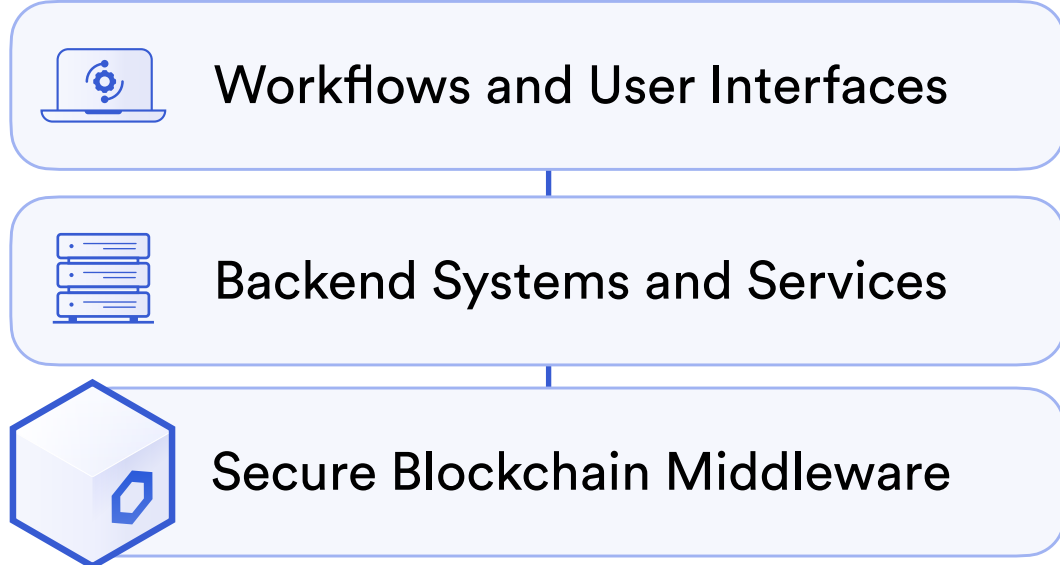 Workflows and User Interfaces
Backend Systems and Services
Secure Blockchain Middleware